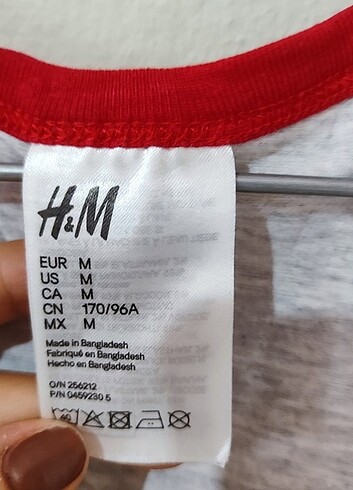 H&M
EUR M
US M
CA M
CN 170/96A
MX M
Made in Bangladesh
Fabriqué en Bangladesh
Hecho en Bangladesh
O/N 256212
P/N 0459230 5
40